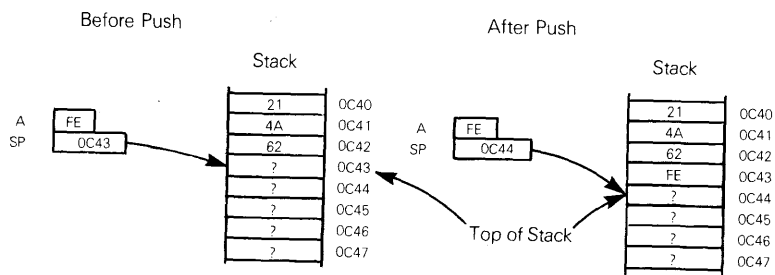 Before Push
Stack
A FE
SP 0C43
21 0C40
4A 0C41
62 0C42
? 0C43
? 0C44
? 0C45
? 0C46
? 0C47
Top of Stack
After Push
Stack
A FE
SP 0C44
21 0C40
4A 0C41
62 0C42
FE 0C43
? 0C44
? 0C45
? 0C46
? 0C47